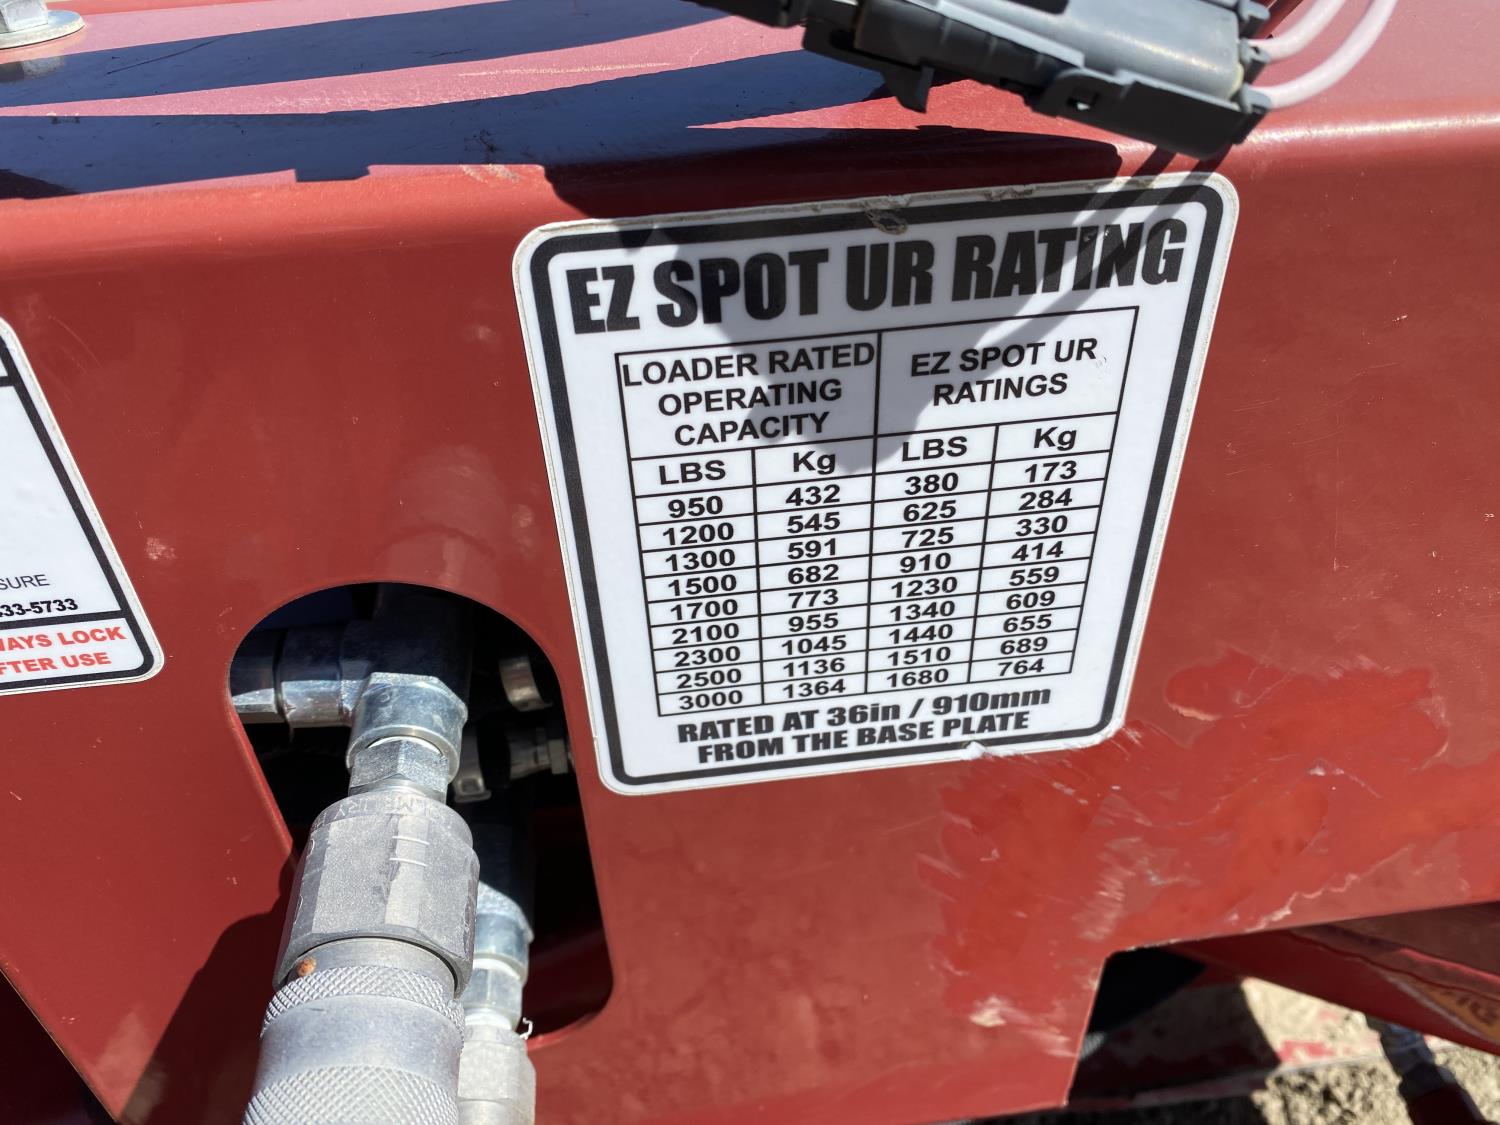 EZ SPOT UR RATING
LOADER RATED OPERATING CAPACITY EZ SPOT UR RATINGS
LBS Kg LBS Kg
950 432 380 173
1200 545 625 284
1300 591 725 330
1500 682 910 414
1700 773 1230 559
2100 955 1340 609
2300 1045 1440 655
2500 1136 1510 689
3000 1364 1680 764
RATED AT 36in / 910mm
FROM THE BASE PLATE
SURE
33-5733
AYS LOCK
FTER USE